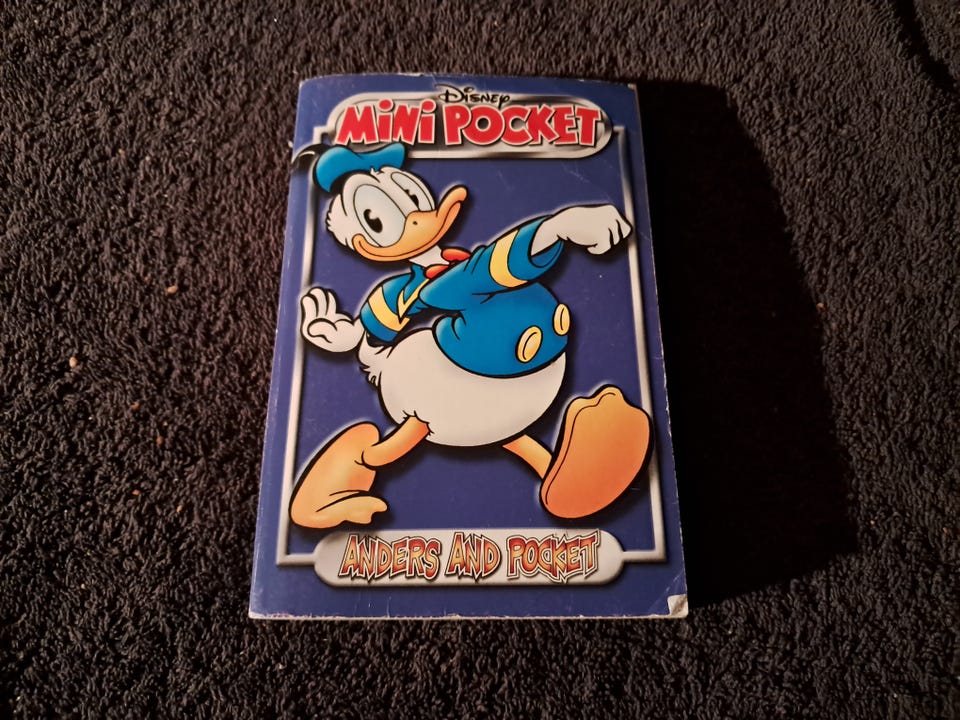 Disney
MiNi POCKET
ANDERS AND POCKET